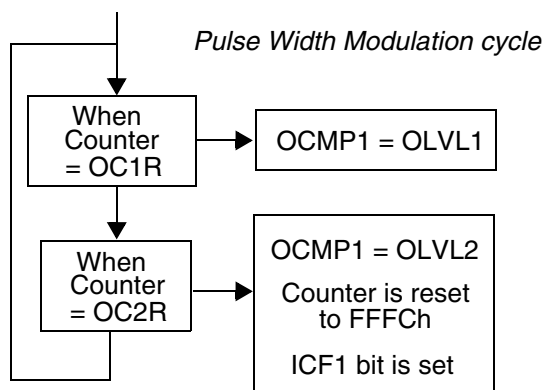 Pulse Width Modulation cycle
When
Counter
= OC1R
OCMP1 = OLVL1
When
Counter
= OC2R
OCMP1 = OLVL2
Counter is reset
to FFFCh
ICF1 bit is set